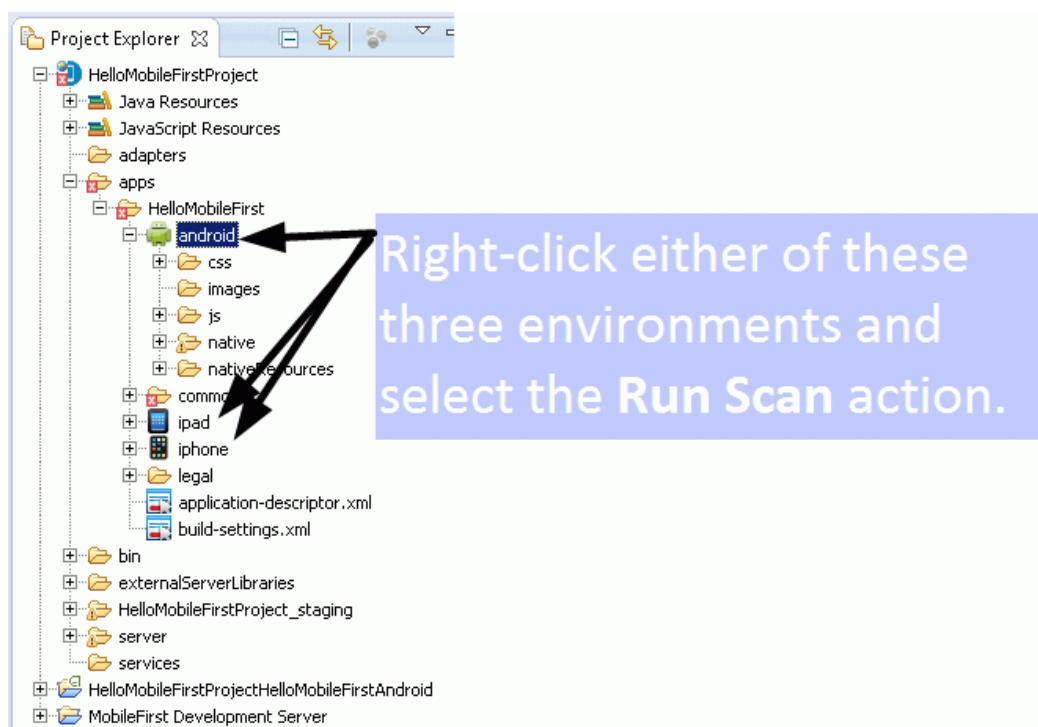 Project Explorer
HelloMobileFirstProject
Java Resources
JavaScript Resources
adapters
apps
HelloMobileFirst
android
css
images
js
native
nativeResources
common
ipad
iphone
legal
application-descriptor.xml
build-settings.xml
bin
externalServerLibraries
HelloMobileFirstProject_staging
server
services
HelloMobileFirstProjectHelloMobileFirstAndroid
MobileFirst Development Server
Right-click either of these
three environments and
select the Run Scan action.